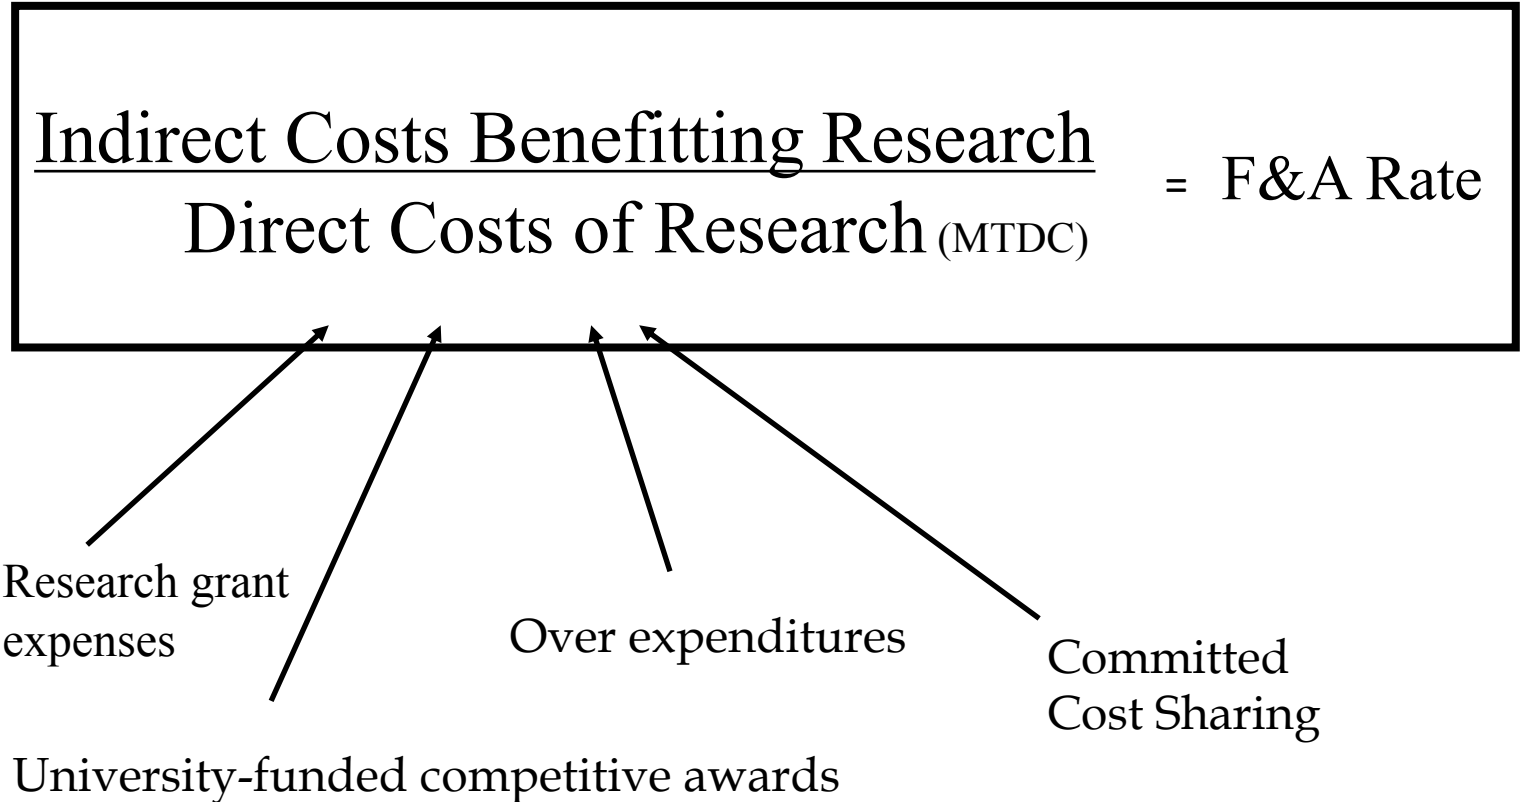 Indirect Costs Benefitting Research
Direct Costs of Research (MTDC)
= F&A Rate
Research grant
expenses
Over expenditures
Committed
Cost Sharing
University-funded competitive awards